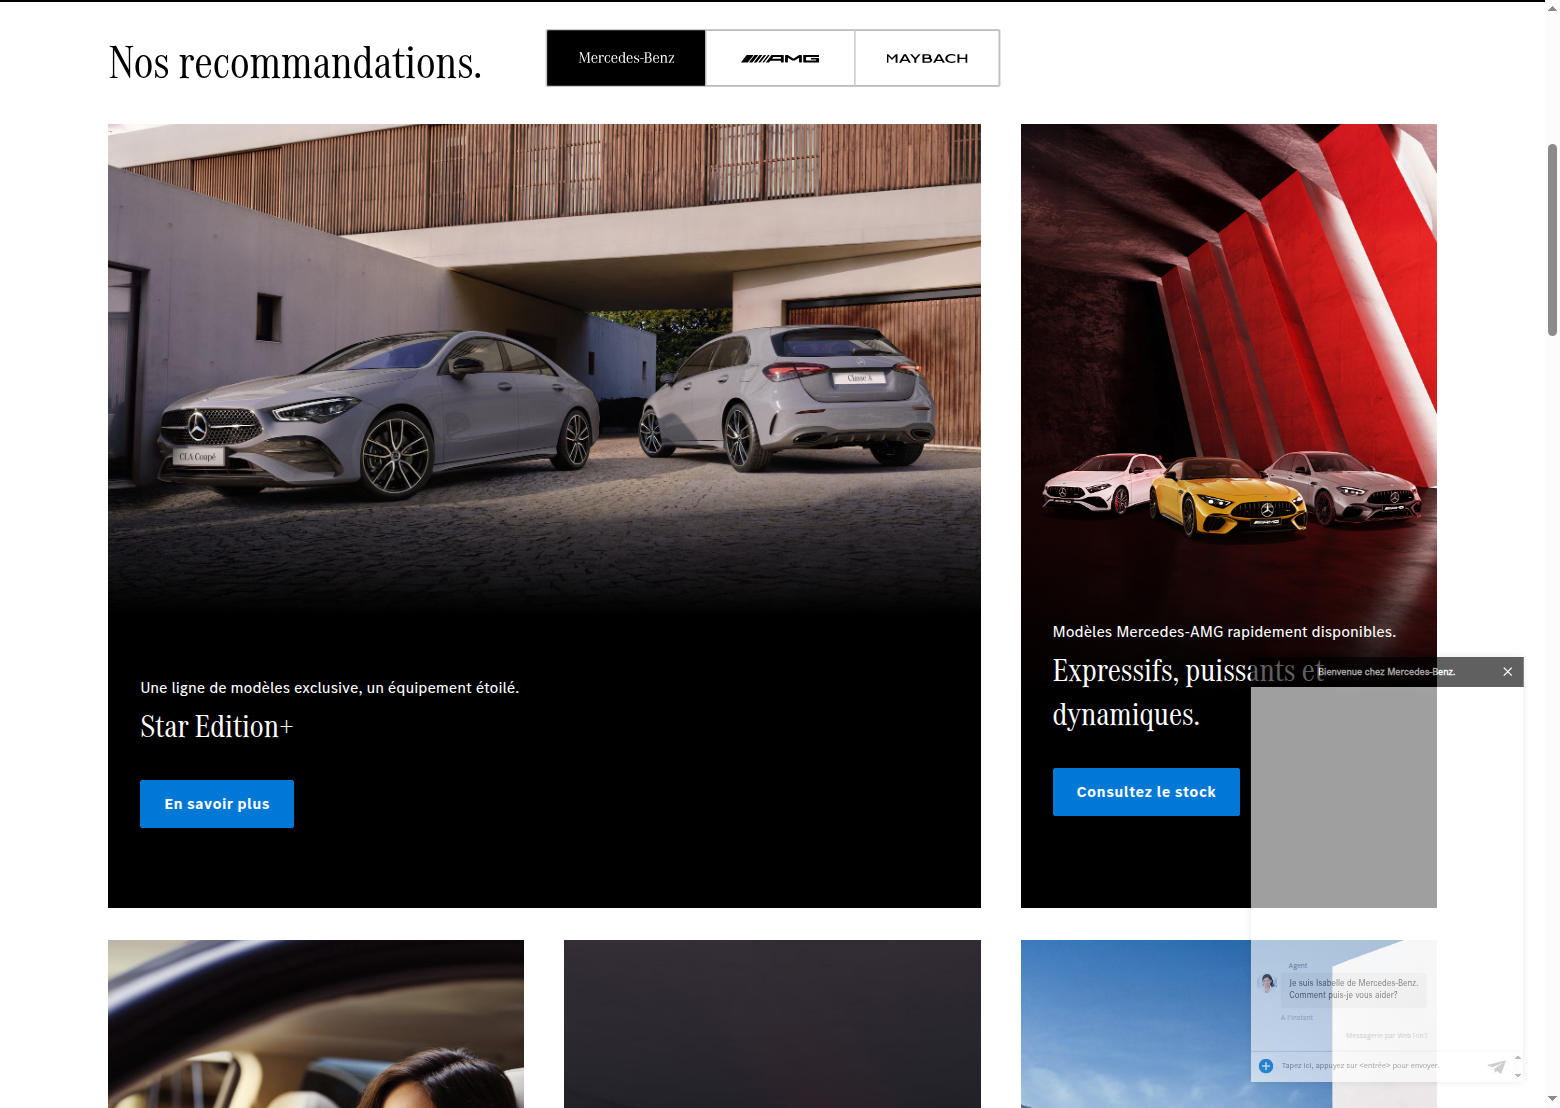 Nos recommandations.
Mercedes-Benz
AMG
MAYBACH
CLA Coupé
Classe A
Une ligne de modèles exclusive, un équipement étoilé.
Star Edition+
En savoir plus
Modèles Mercedes-AMG rapidement disponibles.
Expressifs, puissants et
dynamiques.
Consultez le stock
Bienvenue chez Mercedes-Benz.
Agent
Je suis Isabelle de Mercedes-Benz.
Comment puis-je vous aider?
A l'instant
Messagerie par Web
Tapez ici, appuyez sur <entrée> pour envoyer.